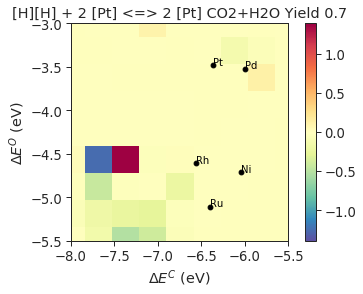 [H][H] + 2 [Pt] <=> 2 [Pt] CO2+H2O Yield 0.7
−3.0
−3.5
−4.0
−4.5
−5.0
−5.5
ΔE^O (eV)
Pt
Pd
Rh
Ni
Ru
−8.0 −7.5 −7.0 −6.5 −6.0 −5.5
ΔE^C (eV)
1.0
0.5
0.0
−0.5
−1.0